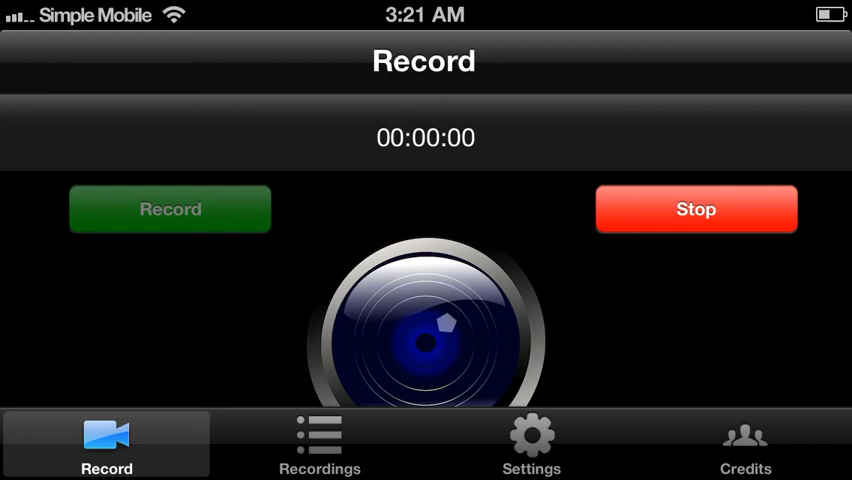 Simple Mobile 3:21 AM
Record
00:00:00
Record Stop
Record Recordings Settings Credits